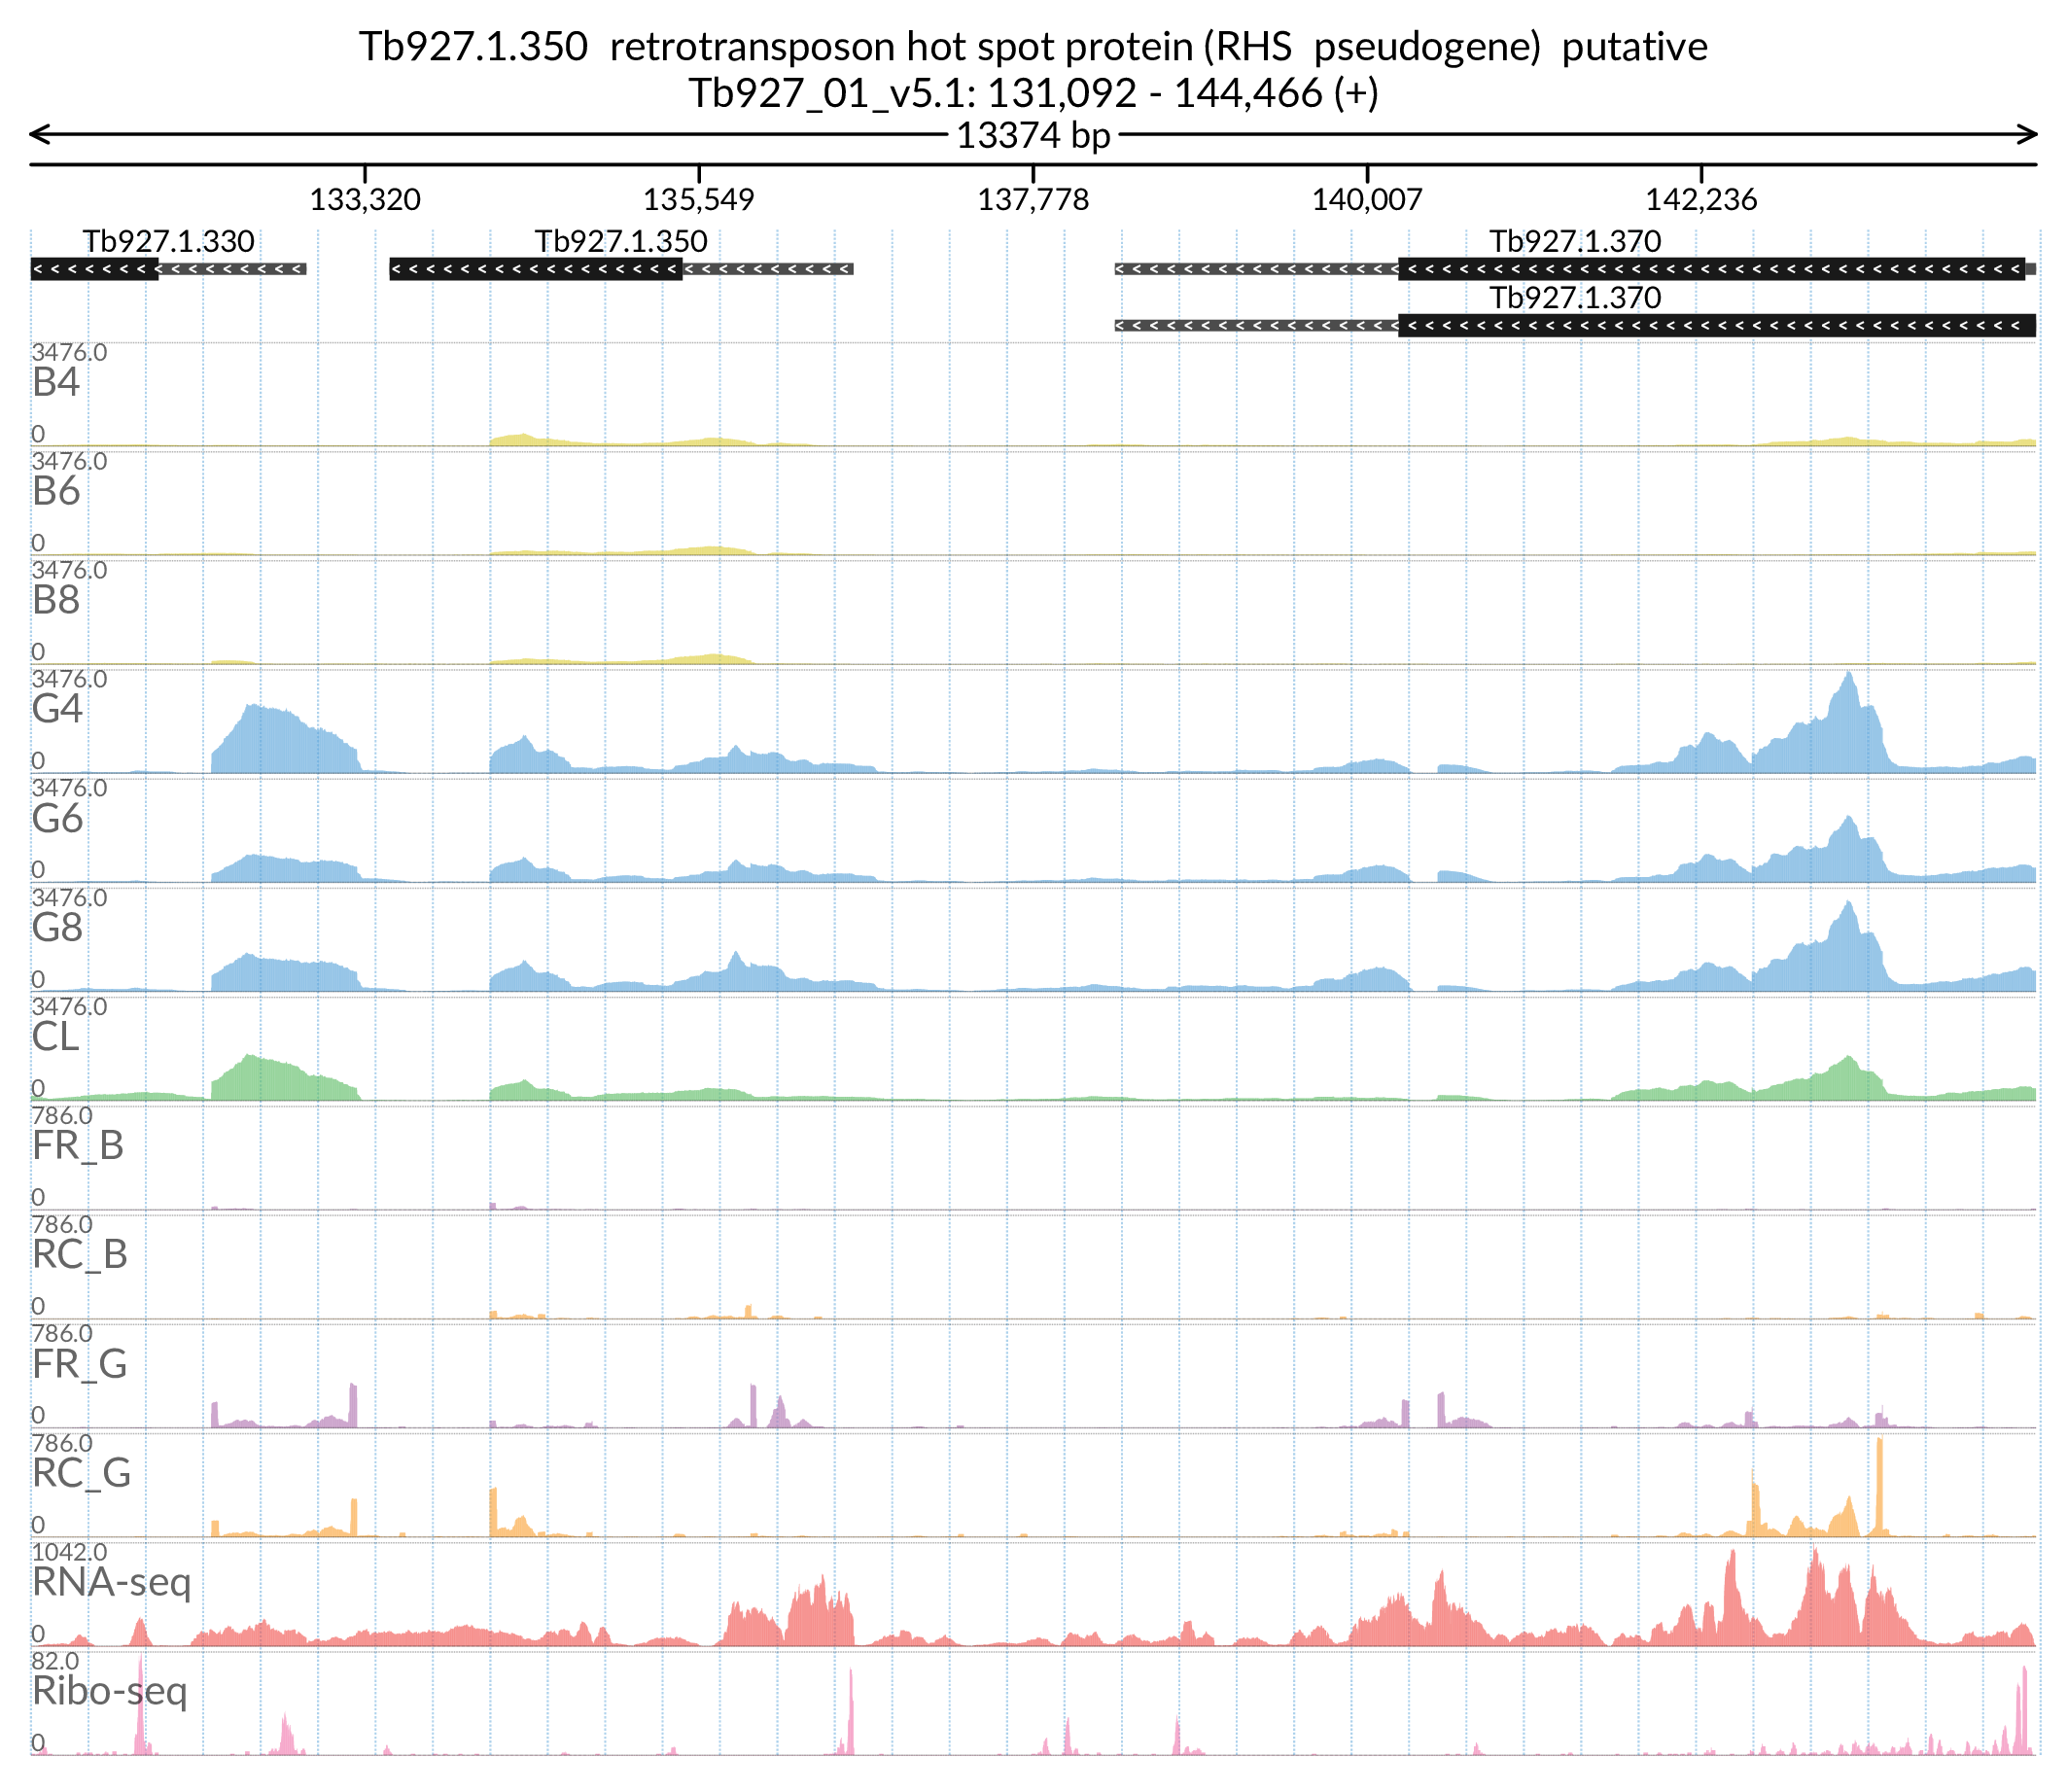 Tb927.1.350  retrotransposon hot spot protein (RHS  pseudogene)  putative
Tb927_01_v5.1: 131,092 - 144,466 (+)
13374 bp
133,320 135,549 137,778 140,007 142,236
Tb927.1.330 Tb927.1.350 Tb927.1.370
Tb927.1.370
3476.0
B4
0
3476.0
B6
0
3476.0
B8
0
3476.0
G4
0
3476.0
G6
0
3476.0
G8
0
3476.0
CL
0
786.0
FR_B
0
786.0
RC_B
0
786.0
FR_G
0
786.0
RC_G
0
1042.0
RNA-seq
0
82.0
Ribo-seq
0